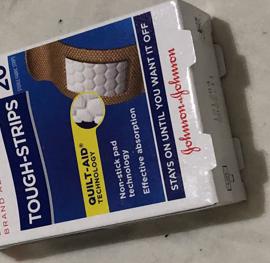 BRAND A
TOUGH-STRIPS
20
QUILT-AID®
TECHNOLOGY
Non-stick pad
technology
Effective absorption
STAYS ON UNTIL YOU WANT IT OFF
Johnson & Johnson